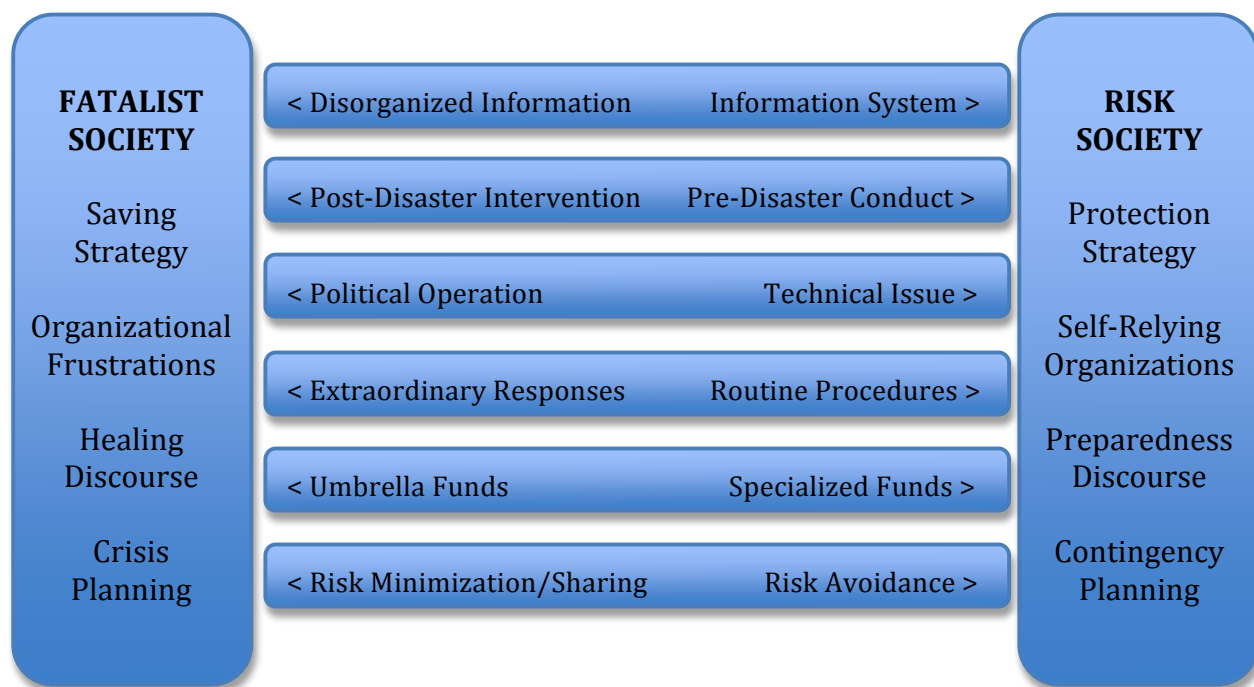 FATALIST
SOCIETY
Saving
Strategy
Organizational
Frustrations
Healing
Discourse
Crisis
Planning
< Disorganized Information Information System >
< Post-Disaster Intervention Pre-Disaster Conduct >
< Political Operation Technical Issue >
< Extraordinary Responses Routine Procedures >
< Umbrella Funds Specialized Funds >
< Risk Minimization/Sharing Risk Avoidance >
RISK
SOCIETY
Protection
Strategy
Self-Relying
Organizations
Preparedness
Discourse
Contingency
Planning